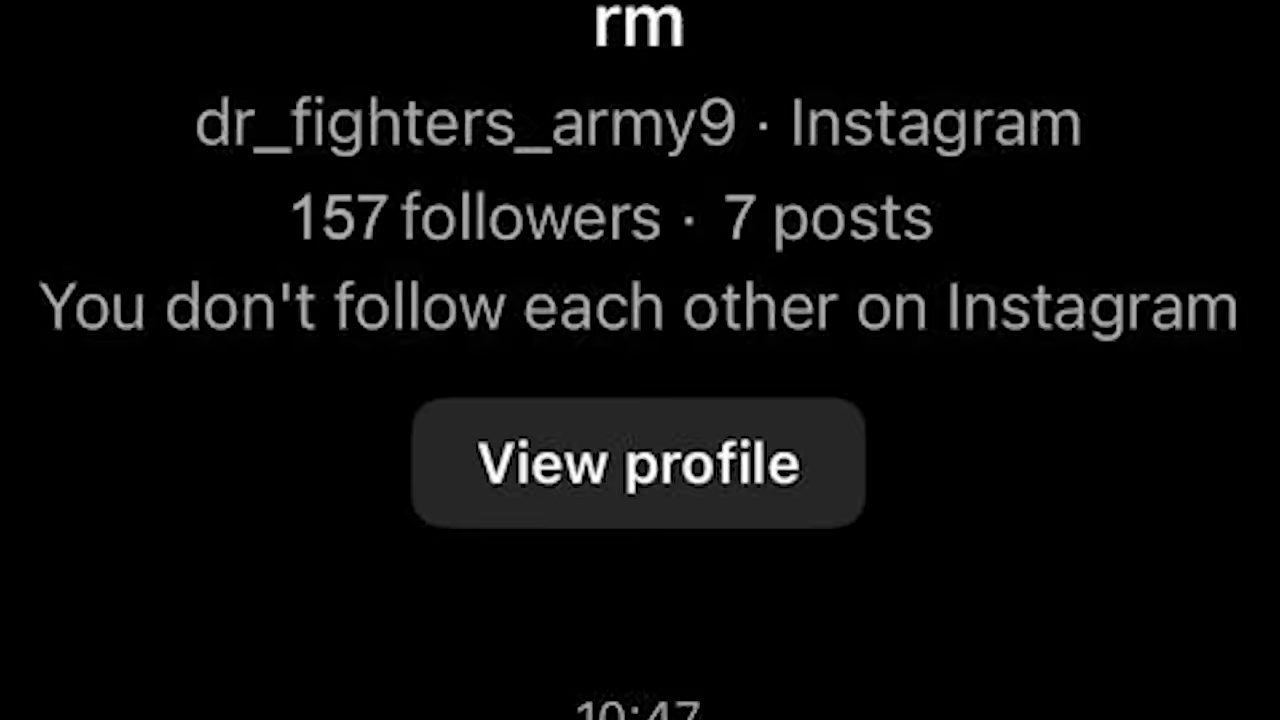 rm
dr_fighters_army9 · Instagram
157 followers · 7 posts
You don't follow each other on Instagram
View profile
10:47